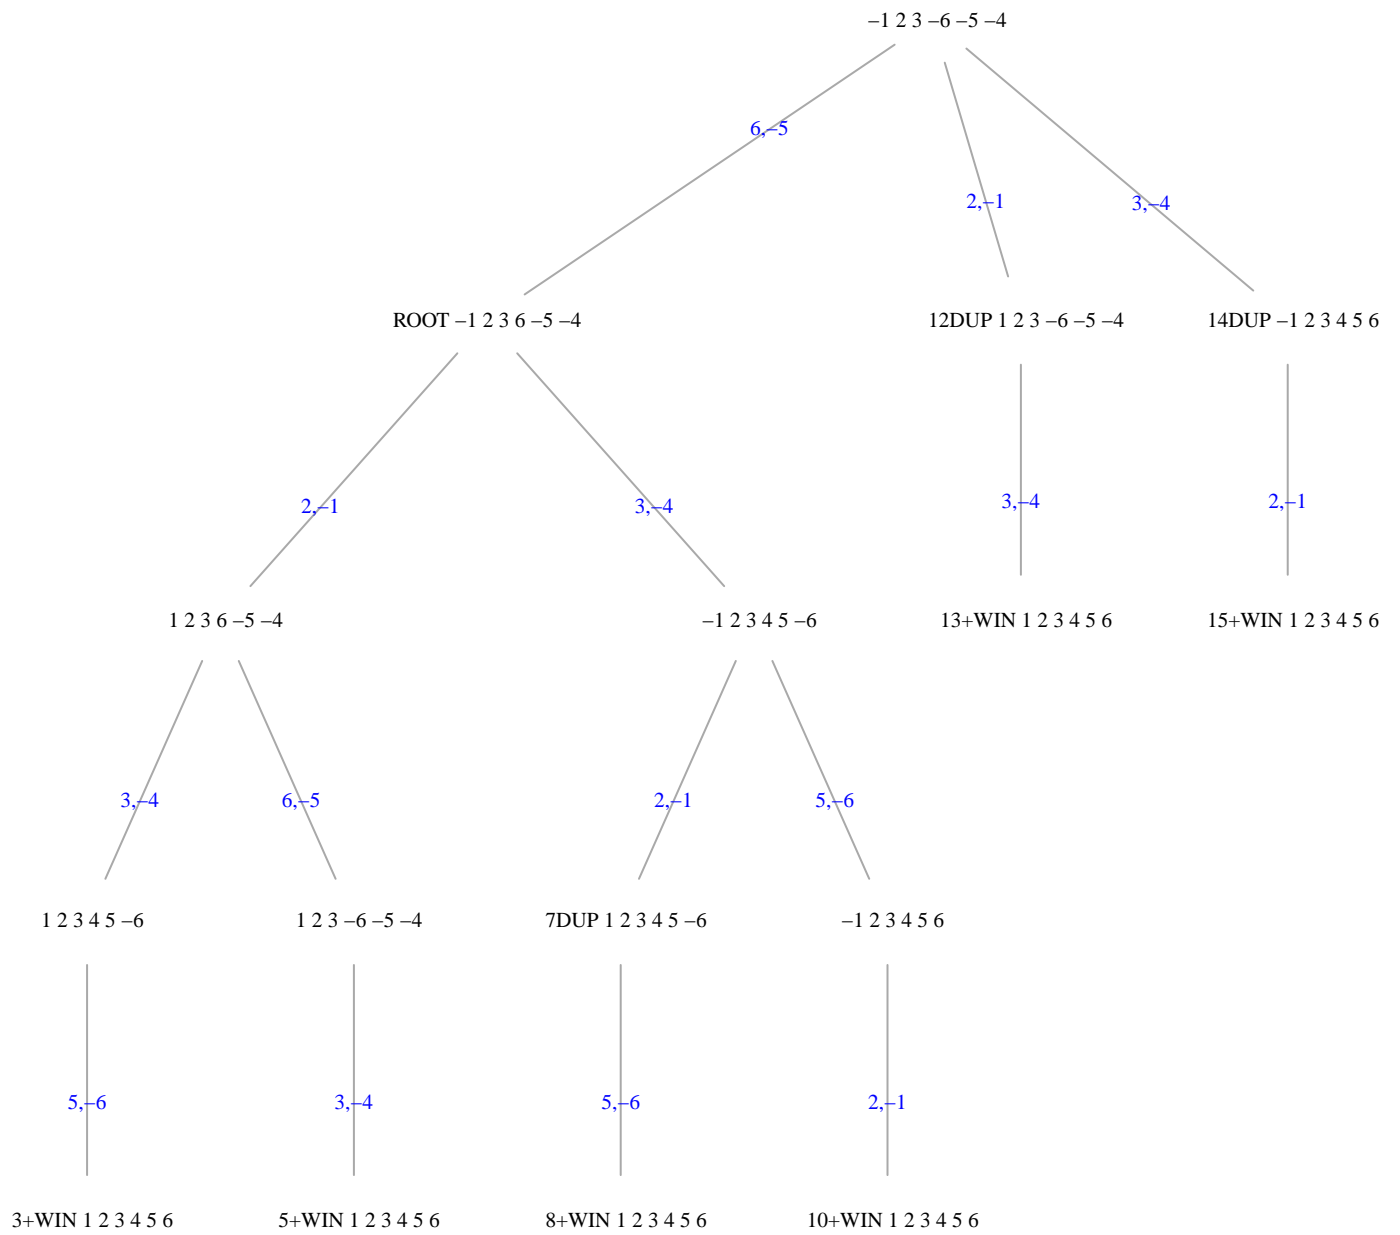 –1 2 3 –6 –5 –4
6,–5
2,–1
3,–4
ROOT –1 2 3 6 –5 –4
12DUP 1 2 3 –6 –5 –4
14DUP –1 2 3 4 5 6
2,–1
3,–4
3,–4
2,–1
1 2 3 6 –5 –4
–1 2 3 4 5 –6
13+WIN 1 2 3 4 5 6
15+WIN 1 2 3 4 5 6
3,–4
6,–5
2,–1
5,–6
1 2 3 4 5 –6
1 2 3 –6 –5 –4
7DUP 1 2 3 4 5 –6
–1 2 3 4 5 6
5,–6
3,–4
5,–6
2,–1
3+WIN 1 2 3 4 5 6
5+WIN 1 2 3 4 5 6
8+WIN 1 2 3 4 5 6
10+WIN 1 2 3 4 5 6